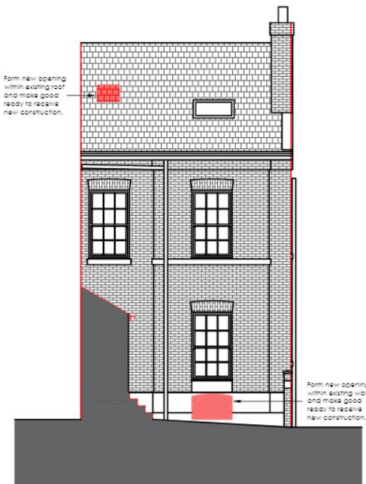 Form new opening
within existing roof
and make good
ready to receive
new construction.
Form new opening
within existing wall
and make good
ready to receive
new construction.